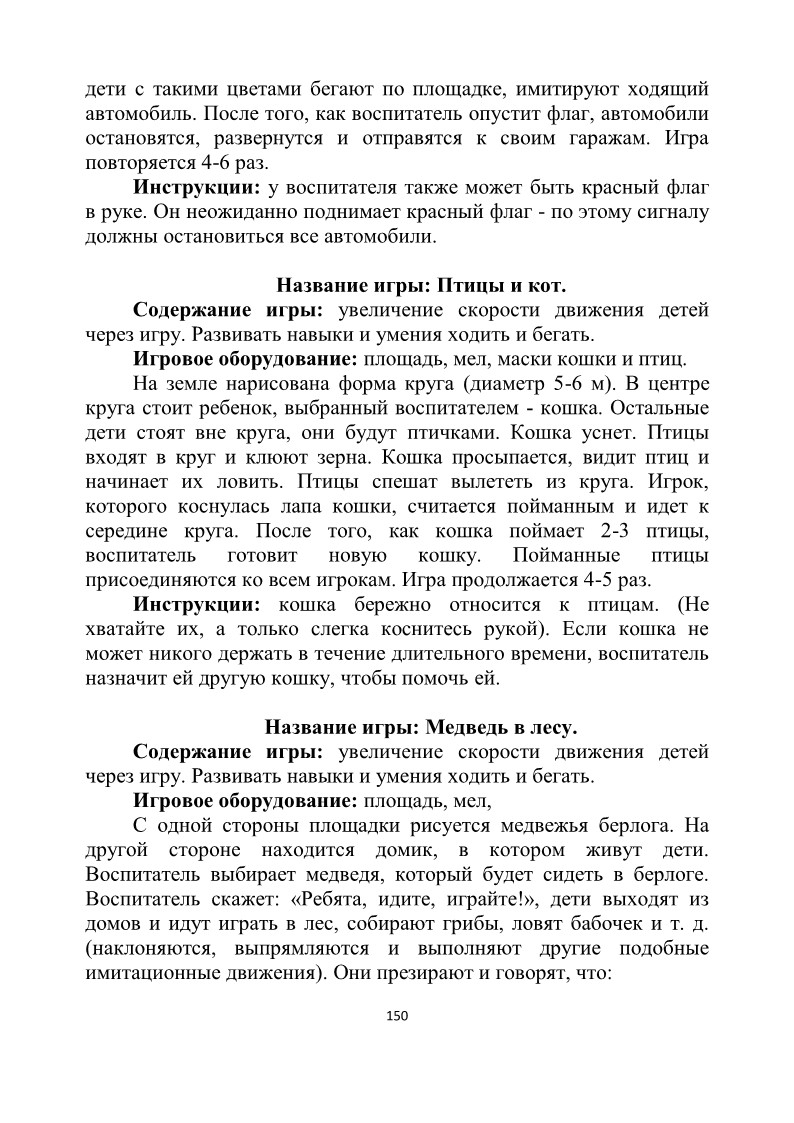 дети с такими цветами бегают по площадке, имитируют ходящий
автомобиль. После того, как воспитатель опустит флаг, автомобили
остановятся, развернутся и отправятся к своим гаражам. Игра
повторяется 4-6 раз.
Инструкции: у воспитателя также может быть красный флаг
в руке. Он неожиданно поднимает красный флаг - по этому сигналу
должны остановиться все автомобили.
Название игры: Птицы и кот.
Содержание игры: увеличение скорости движения детей
через игру. Развивать навыки и умения ходить и бегать.
Игровое оборудование: площадь, мел, маски кошки и птиц.
На земле нарисована форма круга (диаметр 5-6 м). В центре
круга стоит ребенок, выбранный воспитателем - кошка. Остальные
дети стоят вне круга, они будут птичками. Кошка уснет. Птицы
входят в круг и клюют зерна. Кошка просыпается, видит птиц и
начинает их ловить. Птицы спешат вылететь из круга. Игрок,
которого коснулась лапа кошки, считается пойманным и идет к
середине круга. После того, как кошка поймает 2-3 птицы,
воспитатель готовит новую кошку. Пойманные птицы
присоединяются ко всем игрокам. Игра продолжается 4-5 раз.
Инструкции: кошка бережно относится к птицам. (Не
хватайте их, а только слегка коснитесь рукой). Если кошка не
может никого держать в течение длительного времени, воспитатель
назначит ей другую кошку, чтобы помочь ей.
Название игры: Медведь в лесу.
Содержание игры: увеличение скорости движения детей
через игру. Развивать навыки и умения ходить и бегать.
Игровое оборудование: площадь, мел,
С одной стороны площадки рисуется медвежья берлога. На
другой стороне находится домик, в котором живут дети.
Воспитатель выбирает медведя, который будет сидеть в берлоге.
Воспитатель скажет: «Ребята, идите, играйте!», дети выходят из
домов и идут играть в лес, собирают грибы, ловят бабочек и т. д.
(наклоняются, выпрямляются и выполняют другие подобные
имитационные движения). Они презирают и говорят, что:
150